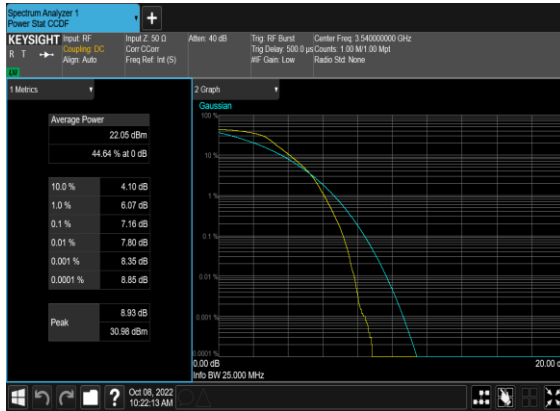 Spectrum Analyzer 1
Power Stat CCDF
+
KEYSIGHT
R T
LXI
Input: RF
Coupling: DC
Align: Auto
Input Z: 50 Ω
Corr CCorr
Freq Ref: Int (S)
Atten: 40 dB
Trig: RF Burst
Trig Delay: 500.0 µs
#IF Gain: Low
Center Freq: 3.540000000 GHz
Counts: 1.00 M/1.00 Mpt
Radio Std: None
1 Metrics
Average Power
22.05 dBm
44.64 % at 0 dB
10.0 % 4.10 dB
1.0 % 6.07 dB
0.1 % 7.16 dB
0.01 % 7.80 dB
0.001 % 8.35 dB
0.0001 % 8.85 dB
Peak
8.93 dB
30.98 dBm
2 Graph
Gaussian
100 %
10 %
1 %
0.1 %
0.01 %
0.001 %
0.0001 %
0.00 dB
20.00 d
Info BW 25.000 MHz
?
Oct 08, 2022
10:22:13 AM